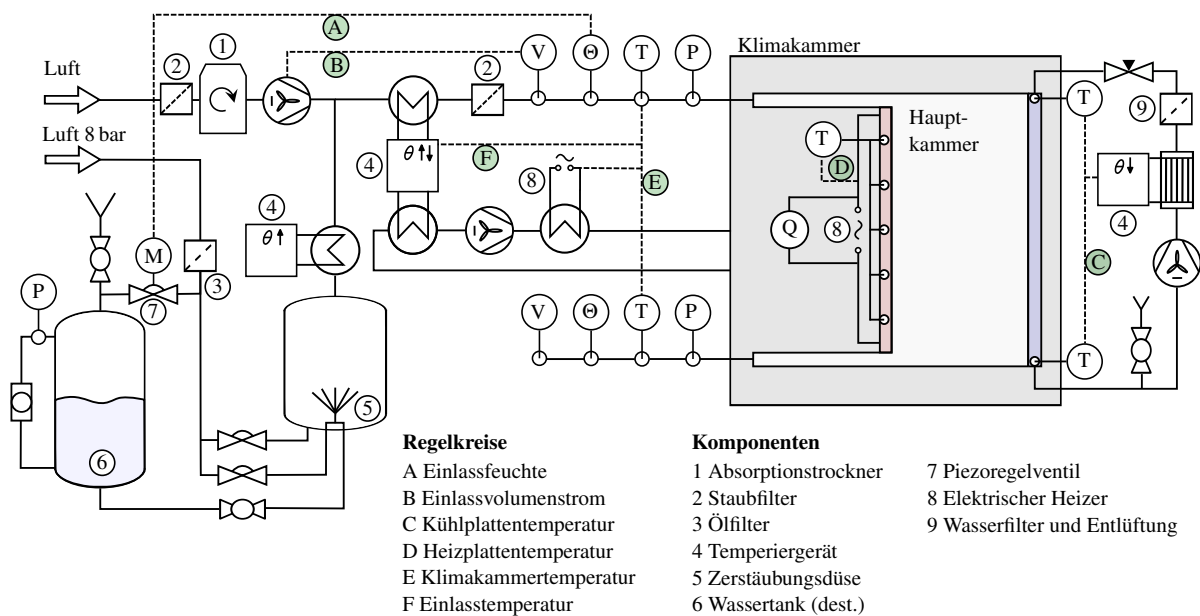 A
1
2
B
2
V
Θ
T
P
Klimakammer
Luft
Luft 8 bar
T
9
Haupt-
kammer
T
D
4
θ
F
8
E
4
θ
4
θ
Q
8
C
M
3
7
P
V
Θ
T
P
T
5
6
Regelkreise
A Einlassfeuchte
B Einlassvolumenstrom
C Kühlplattentemperatur
D Heizplattentemperatur
E Klimakammertemperatur
F Einlasstemperatur
Komponenten
1 Absorptionstrockner
2 Staubfilter
3 Ölfilter
4 Temperiergerät
5 Zerstäubungsdüse
6 Wassertank (dest.)
7 Piezoregelventil
8 Elektrischer Heizer
9 Wasserfilter und Entlüftung